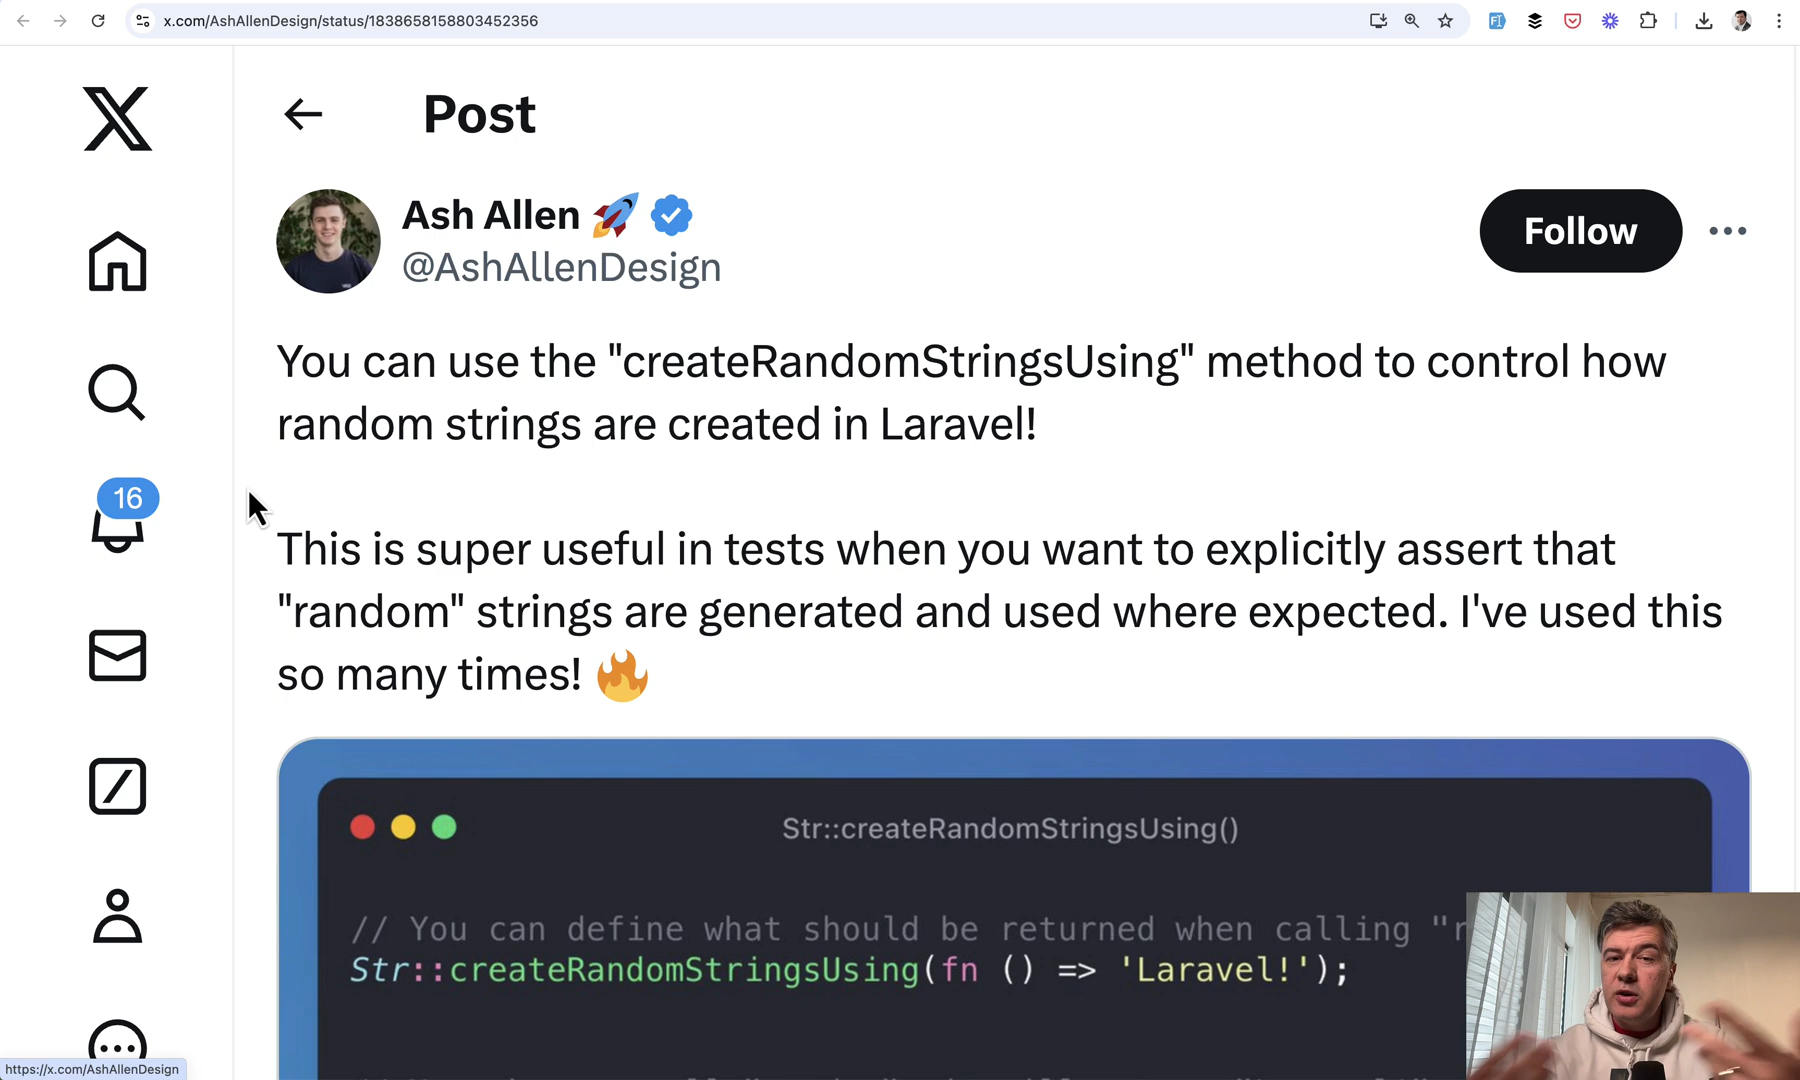 x.com/AshAllenDesign/status/1838658158803452356
Post
Ash Allen 🚀
@AshAllenDesign
Follow
You can use the "createRandomStringsUsing" method to control how
random strings are created in Laravel!
16
This is super useful in tests when you want to explicitly assert that
"random" strings are generated and used where expected. I've used this
so many times! 🔥
Str::createRandomStringsUsing()
// You can define what should be returned when calling "r
Str::createRandomStringsUsing(fn () => 'Laravel!');
https://x.com/AshAllenDesign